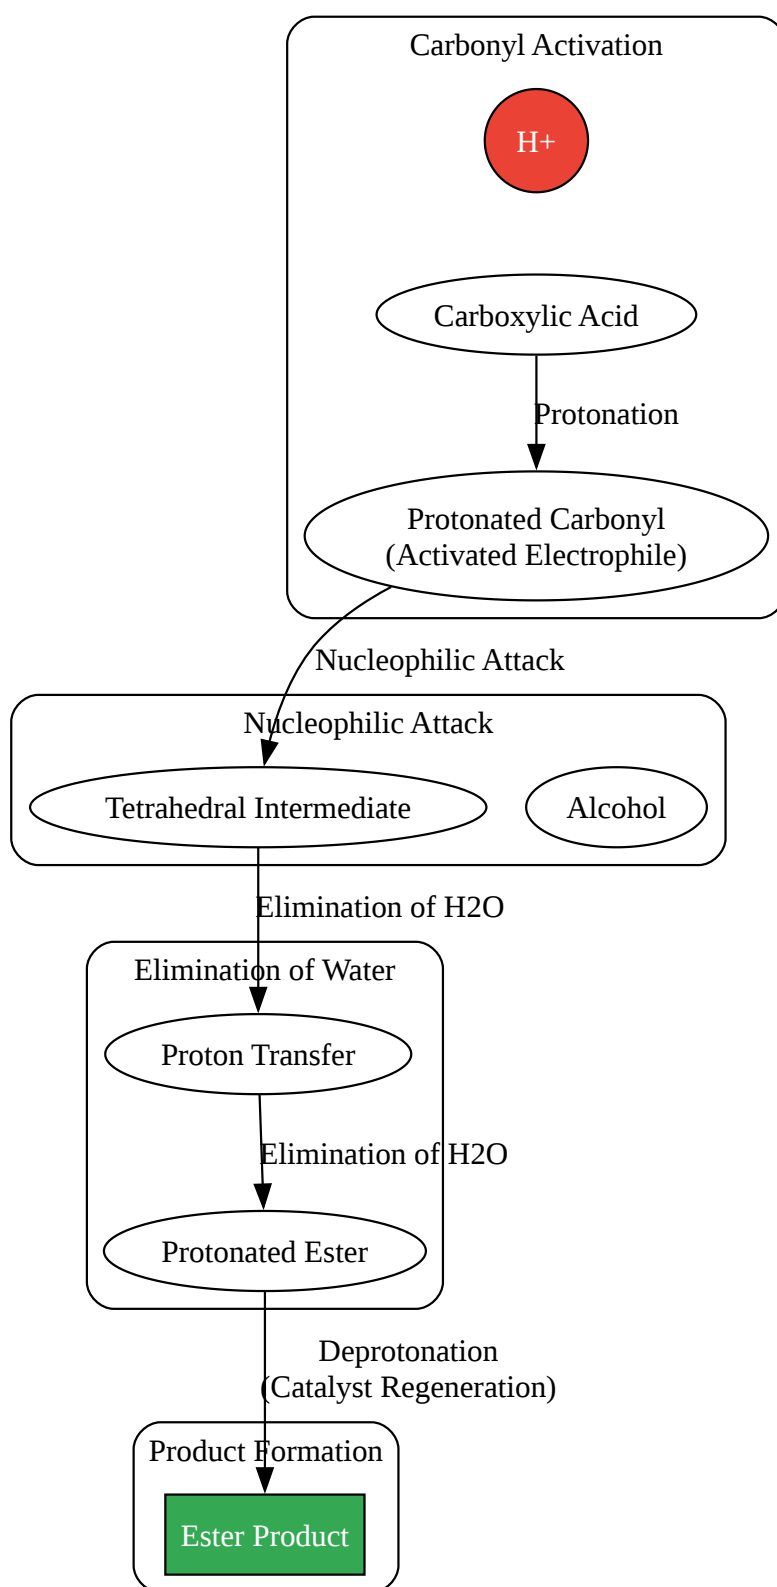 Carbonyl Activation
H+
Carboxylic Acid
Protonation
Protonated Carbonyl
(Activated Electrophile)
Nucleophilic Attack
Nucleophilic Attack
Tetrahedral Intermediate
Alcohol
Elimination of H2O
Elimination of Water
Proton Transfer
Elimination of H2O
Protonated Ester
Deprotonation
(Catalyst Regeneration)
Product Formation
Ester Product